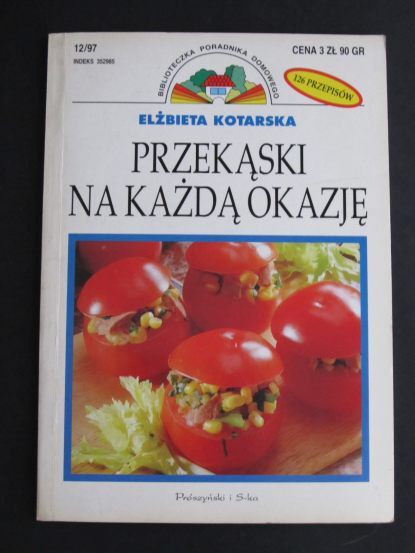 12/97
INDEKS 352985
BIBLIOTECZKA PORADNIKA DOMOWEGO
CENA 3 ZŁ 90 GR
126 PRZEPISÓW
ELŻBIETA KOTARSKA
PRZEKĄSKI
NA KAŻDĄ OKAZJĘ
Prószyński i S-ka